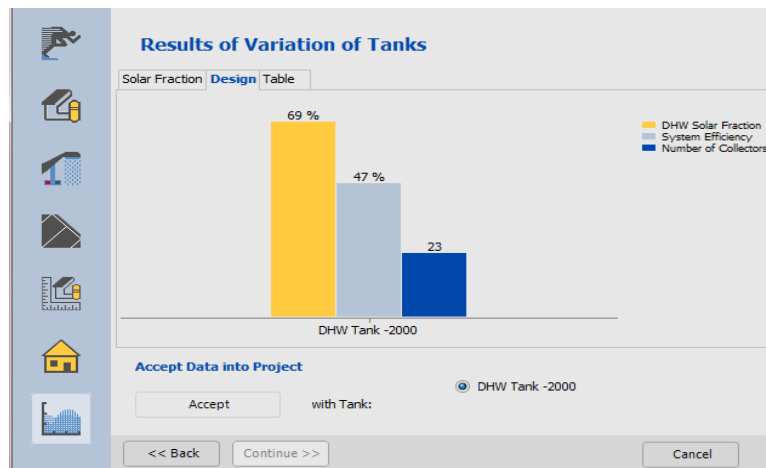 Results of Variation of Tanks
Solar Fraction Design Table
69 %
47 %
23
DHW Solar Fraction
System Efficiency
Number of Collectors
DHW Tank -2000
Accept Data into Project
DHW Tank -2000
Accept with Tank:
<< Back Continue >> Cancel